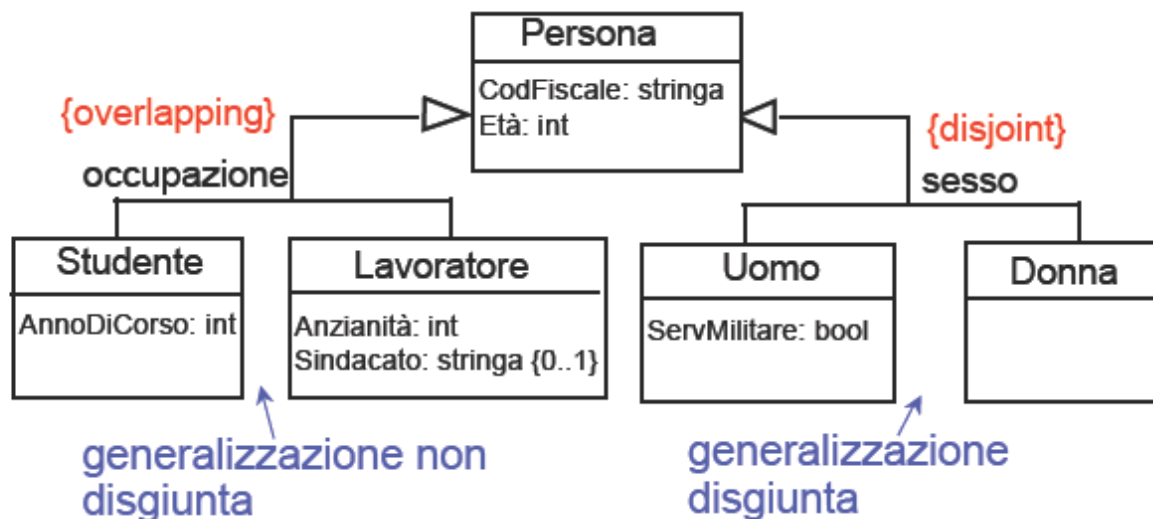 Persona
CodFiscale: stringa
Età: int
{overlapping}
occupazione
{disjoint}
sesso
Studente
AnnoDiCorso: int
Lavoratore
Anzianità: int
Sindacato: stringa {0..1}
Uomo
ServMilitare: bool
Donna
generalizzazione non
disgiunta
generalizzazione
disgiunta